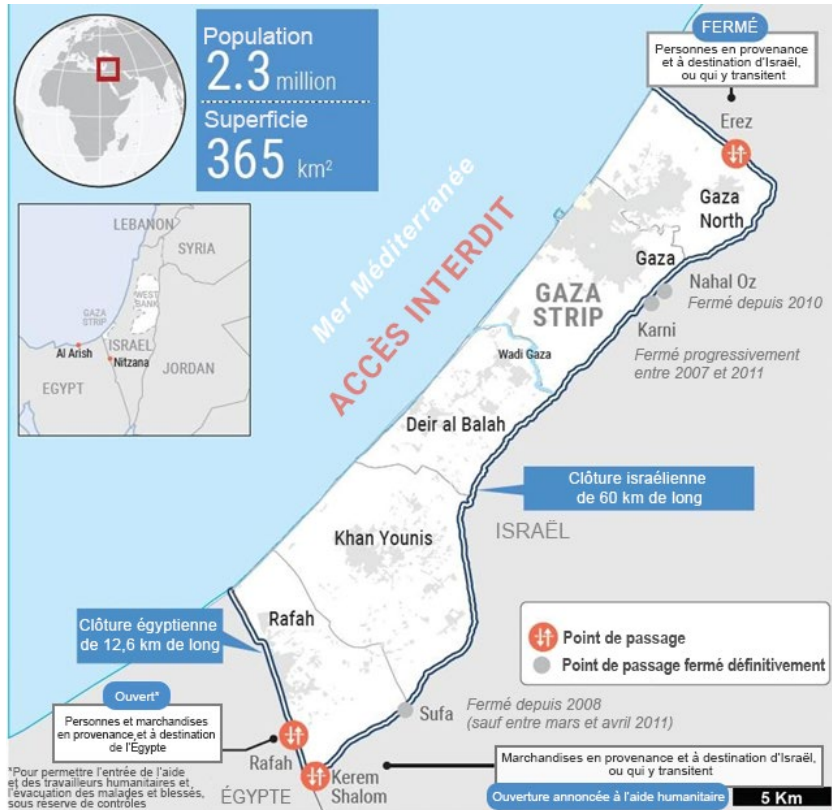 Population
2.3 million
Superficie
365 km²
FERMÉ
Personnes en provenance
et à destination d'Israël,
ou qui y transitent
Erez
Gaza
North
Gaza
Nahal Oz
Fermé depuis 2010
Karni
Fermé progressivement
entre 2007 et 2011
GAZA
STRIP
Wadi Gaza
Mer Méditerranée
ACCÈS INTERDIT
LEBANON
SYRIA
WEST
BANK
GAZA
STRIP
ISRAEL
Al Arish
Nitzana
JORDAN
EGYPT
Deir al Balah
Clôture israélienne
de 60 km de long
ISRAËL
Khan Younis
Rafah
Clôture égyptienne
de 12,6 km de long
Point de passage
Point de passage fermé définitivement
Ouvert*
Personnes et marchandises
en provenance,et à destination
de l'Egypte
Sufa
Fermé depuis 2008
(sauf entre mars et avril 2011)
Rafah
Kerem
Shalom
ÉGYPTE
Marchandises en provenance et à destination d'Israël,
ou qui y transitent
Ouverture annoncée à l'aide humanitaire
5 Km
*Pour permettre l'entrée de l'aide
et des travailleurs humanitaires et
l'évacuation des malades et blessés,
sous réserve de contrôles